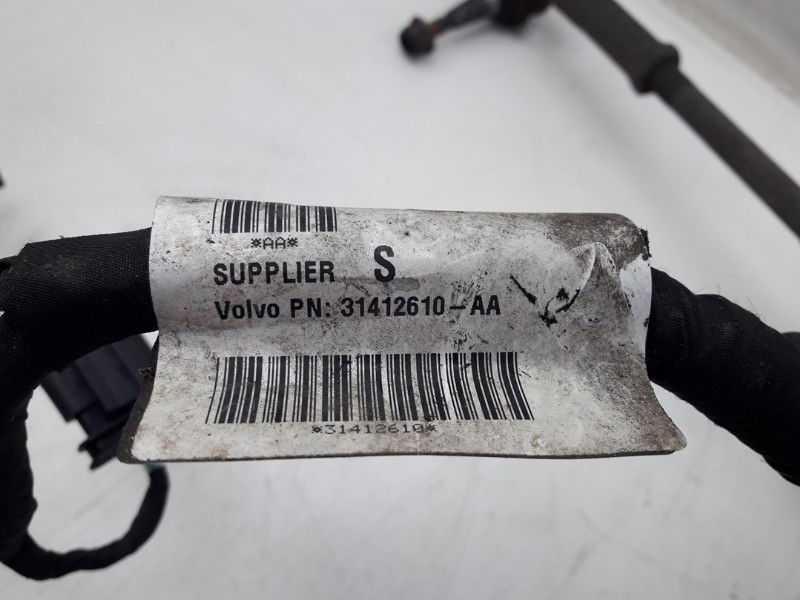 *AA*
SUPPLIER S
Volvo PN: 31412610-AA
*31412610*